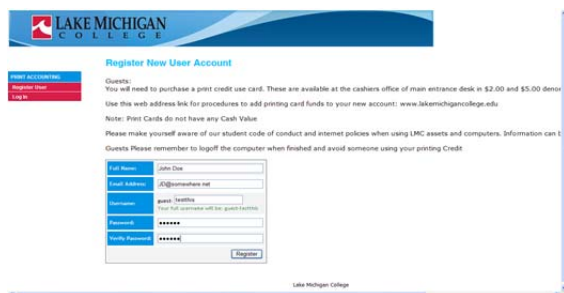 LAKE MICHIGAN
COLLEGE
Register New User Account
PRINT ACCOUNTING
Register User
Log in
Guests:
You will need to purchase a print credit use card. These are available at the cashiers office of main entrance desk in $2.00 and $5.00 denor
Use this web address link for procedures to add printing card funds to your new account: www.lakemichigancollege.edu
Note: Print Cards do not have any Cash Value
Please make yourself aware of our student code of conduct and internet policies when using LMC assets and computers. Information can b
Guests Please remember to logoff the computer when finished and avoid someone using your printing Credit
Full Name: John Doe
Email Address: JD@somewhere.net
Username: guest-
Your full username will be:
Password: ••••••
Verify Password: ••••••
Register
Lake Michigan College